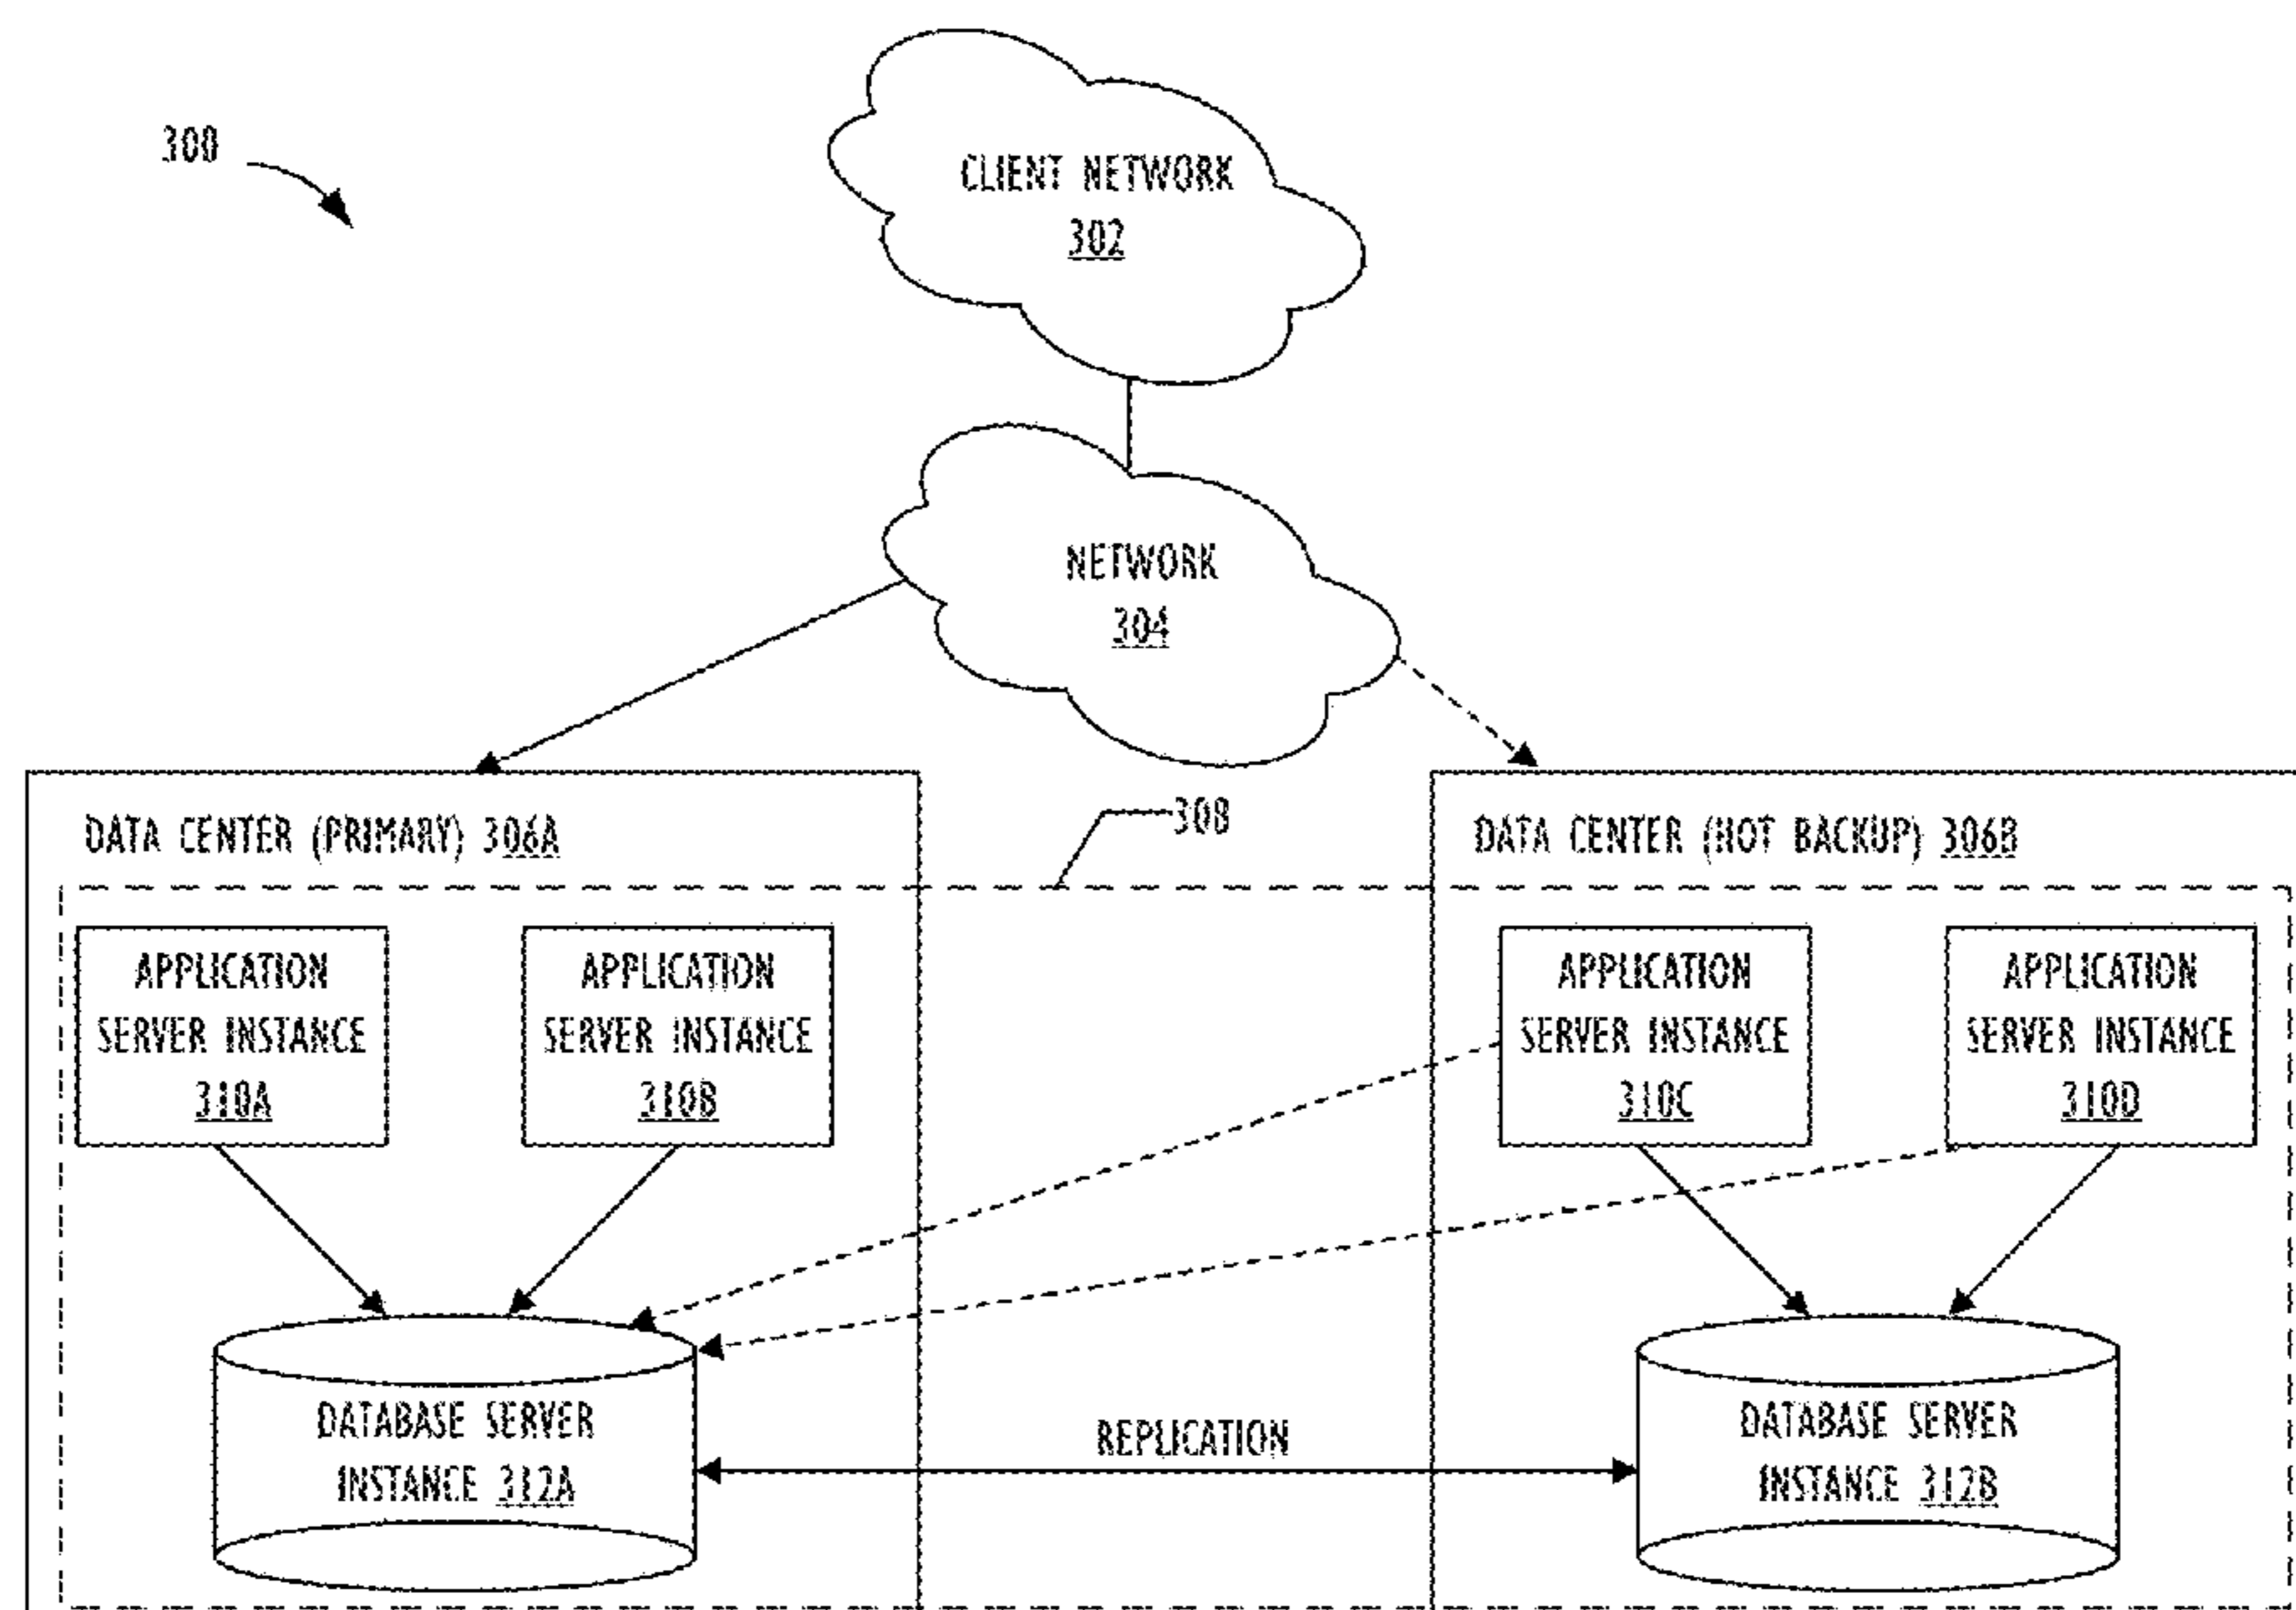 300
CLIENT NETWORK
302
NETWORK
304
308
DATA CENTER (PRIMARY) 306A
DATA CENTER (HOT BACKUP) 306B
APPLICATION
SERVER INSTANCE
310A
APPLICATION
SERVER INSTANCE
310B
APPLICATION
SERVER INSTANCE
310C
APPLICATION
SERVER INSTANCE
310D
DATABASE SERVER
INSTANCE 312A
REPLICATION
DATABASE SERVER
INSTANCE 312B